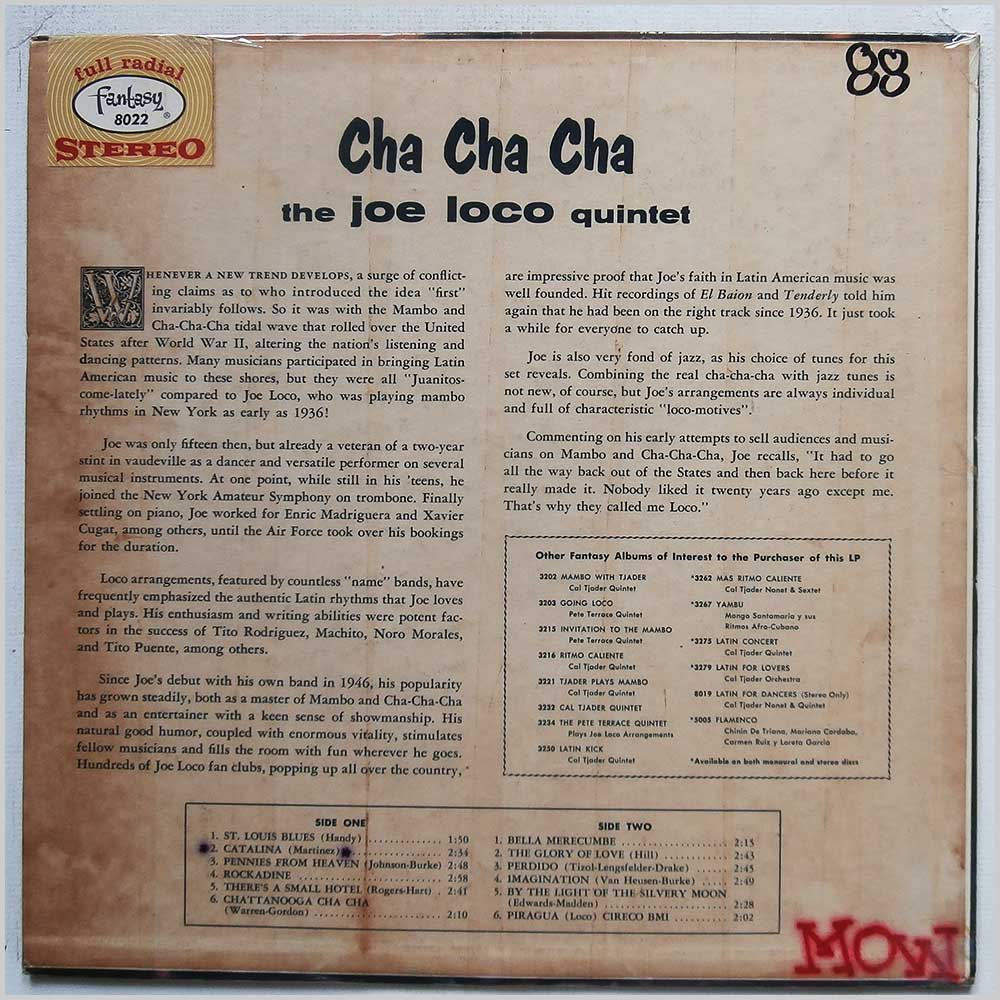 full radial
Fantasy ®
8022
STEREO
88
Cha Cha Cha
the joe loco quintet
WHENEVER A NEW TREND DEVELOPS, a surge of conflict-
ing claims as to who introduced the idea "first"
invariably follows. So it was with the Mambo and
Cha-Cha-Cha tidal wave that rolled over the United
States after World War II, altering the nation's listening and
dancing patterns. Many musicians participated in bringing Latin
American music to these shores, but they were all "Juanitos-
come-lately" compared to Joe Loco, who was playing mambo
rhythms in New York as early as 1936!
Joe was only fifteen then, but already a veteran of a two-year
stint in vaudeville as a dancer and versatile performer on several
musical instruments. At one point, while still in his 'teens, he
joined the New York Amateur Symphony on trombone. Finally
settling on piano, Joe worked for Enric Madriguera and Xavier
Cugat, among others, until the Air Force took over his bookings
for the duration.
Loco arrangements, featured by countless "name" bands, have
frequently emphasized the authentic Latin rhythms that Joe loves
and plays. His enthusiasm and writing abilities were potent fac-
tors in the success of Tito Rodriguez, Machito, Noro Morales,
and Tito Puente, among others.
Since Joe's debut with his own band in 1946, his popularity
has grown steadily, both as a master of Mambo and Cha-Cha-Cha
and as an entertainer with a keen sense of showmanship. His
natural good humor, coupled with enormous vitality, stimulates
fellow musicians and fills the room with fun wherever he goes.
Hundreds of Joe Loco fan clubs, popping up all over the country,
are impressive proof that Joe's faith in Latin American music was
well founded. Hit recordings of El Baion and Tenderly told him
again that he had been on the right track since 1936. It just took
a while for everyone to catch up.
Joe is also very fond of jazz, as his choice of tunes for this
set reveals. Combining the real cha-cha-cha with jazz tunes is
not new, of course, but Joe's arrangements are always individual
and full of characteristic "loco-motives".
Commenting on his early attempts to sell audiences and musi-
cians on Mambo and Cha-Cha-Cha, Joe recalls, "It had to go
all the way back out of the States and then back here before it
really made it. Nobody liked it twenty years ago except me.
That's why they called me Loco."
Other Fantasy Albums of Interest to the Purchaser of this LP
3202 MAMBO WITH TJADER
Cal Tjader Quintet
3203 GOING LOCO
Pete Terrace Quintet
3215 INVITATION TO THE MAMBO
Pete Terrace Quintet
3216 RITMO CALIENTE
Cal Tjader Quintet
3221 TJADER PLAYS MAMBO
Cal Tjader Quintet
3232 CAL TJADER QUINTET
3234 THE PETE TERRACE QUINTET
Plays Joe Loco Arrangements
3250 LATIN KICK
Cal Tjader Quintet
*3262 MAS RITMO CALIENTE
Cal Tjader Nonet & Sextet
*3267 YAMBU
Mongo Santamaria y sus
Ritmos Afro-Cubano
*3275 LATIN CONCERT
Cal Tjader Quintet
*3279 LATIN FOR LOVERS
Cal Tjader Orchestra
8019 LATIN FOR DANCERS (Stereo Only)
Cal Tjader Nonet & Quintet
*5005 FLAMENCO
Chinin De Triana, Mariana Cordoba,
Carmen Ruiz y Loreta Garcia
*Available on both monaural and stereo discs
SIDE ONE
1. ST. LOUIS BLUES (Handy) .................. 1:50
2. CATALINA (Martinez) .................. 2:34
3. PENNIES FROM HEAVEN (Johnson-Burke) 2:48
4. ROCKADINE .................. 2:58
5. THERE'S A SMALL HOTEL (Rogers-Hart) . 2:41
6. CHATTANOOGA CHA CHA
(Warren-Gordon) .................. 2:10
SIDE TWO
1. BELLA MERECUMBE .................. 2:15
2. THE GLORY OF LOVE (Hill) .................. 2:43
3. PERDIDO (Tirol-Lengsfelder-Drake) ...... 2:45
4. IMAGINATION (Van Heusen-Burke) ...... 2:49
5. BY THE LIGHT OF THE SILVERY MOON
(Edwards-Madden) .................. 2:28
6. PIRAGUA (Loco) CIRECO BMI .......... 2:02
MOW